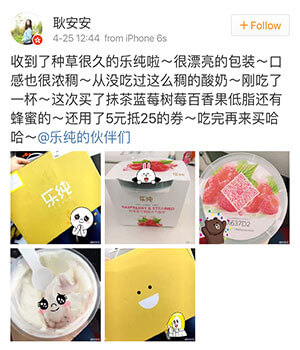 耿安安
4-25 12:44 from iPhone 6s
+ Follow
收到了种草很久的乐纯啦～很漂亮的包装～口
感也很浓稠～从没吃过这么稠的酸奶～刚吃了
一杯～这次买了抹茶蓝莓树莓百香果低脂还有
蜂蜜的～还用了5元抵25的券～吃完再来买哈
哈～@乐纯的伙伴们
乐纯
乐纯
RASPBERRY & STEAMED
637D2